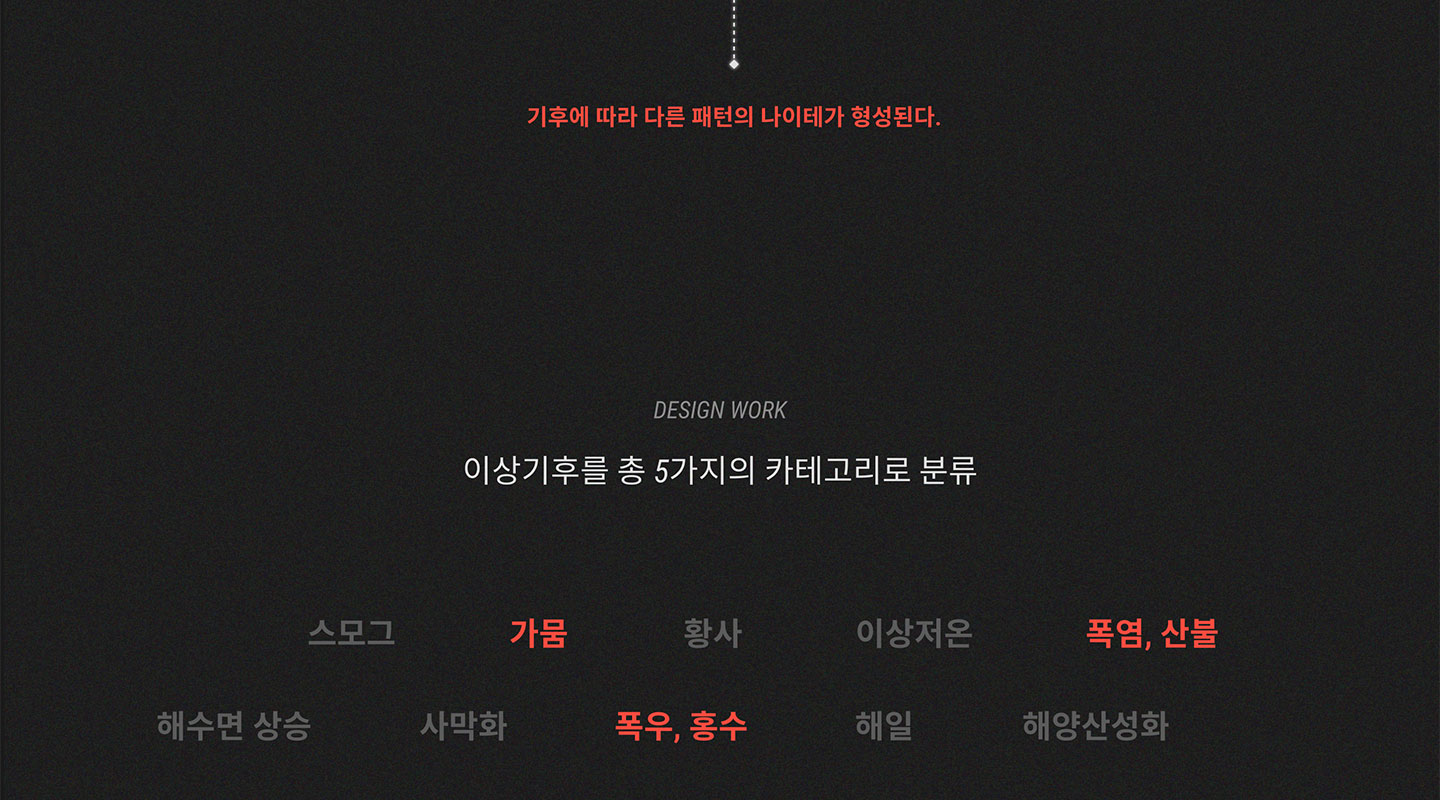 기후에 따라 다른 패턴의 나이테가 형성된다.
DESIGN WORK
이상기후를 총 5가지의 카테고리로 분류
스모그 가뭄 황사 이상저온 폭염, 산불
해수면 상승 사막화 폭우, 홍수 해일 해양산성화